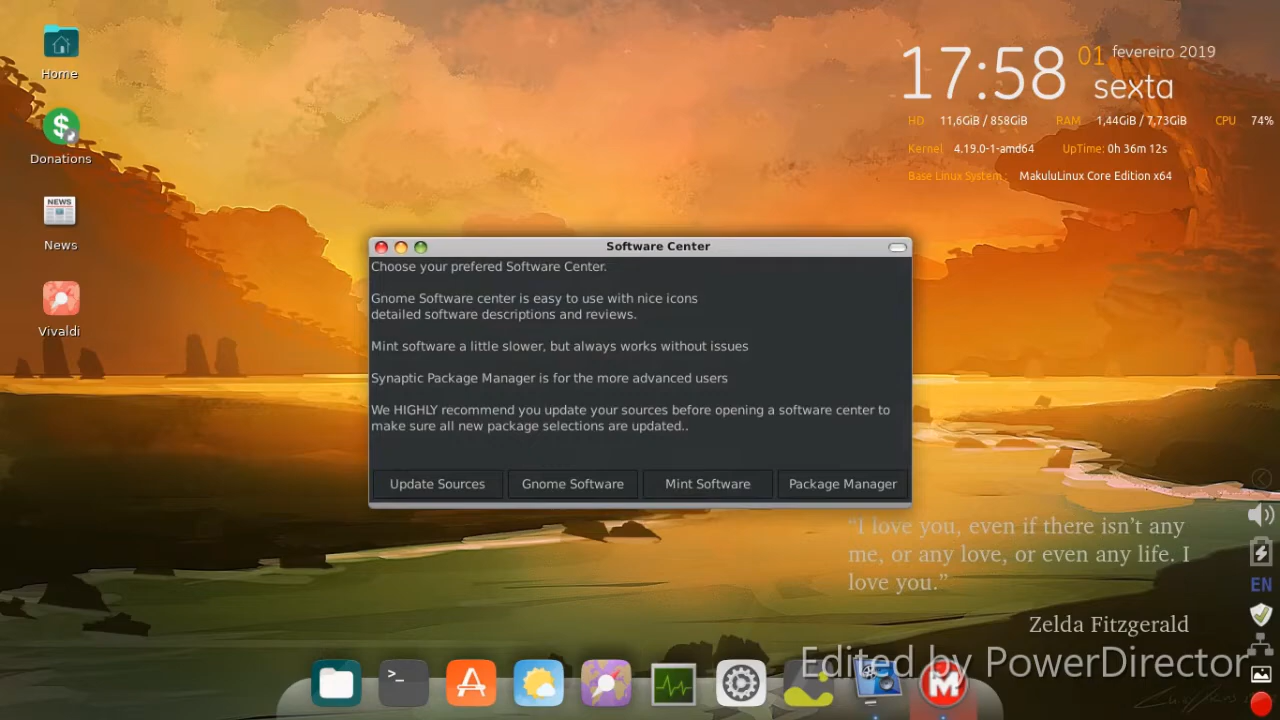 Home
Donations
NEWS
News
Vivaldi
17:58
01 fevereiro 2019
sexta
HD 11,6GiB / 858GiB RAM 1,44GiB / 7,73GiB CPU 74%
Kernel 4.19.0-1-amd64 UpTime: 0h 36m 12s
Base Linux System : MakuluLinux Core Edition x64
Software Center
Choose your prefered Software Center.
Gnome Software center is easy to use with nice icons
detailed software descriptions and reviews.
Mint software a little slower, but always works without issues
Synaptic Package Manager is for the more advanced users
We HIGHLY recommend you update your sources before opening a software center to
make sure all new package selections are updated..
Update Sources
Gnome Software
Mint Software
Package Manager
“I love you, even if there isn’t any
me, or any love, or even any life. I
love you.”
Zelda Fitzgerald
EN
>_
M
Edited by PowerDirector